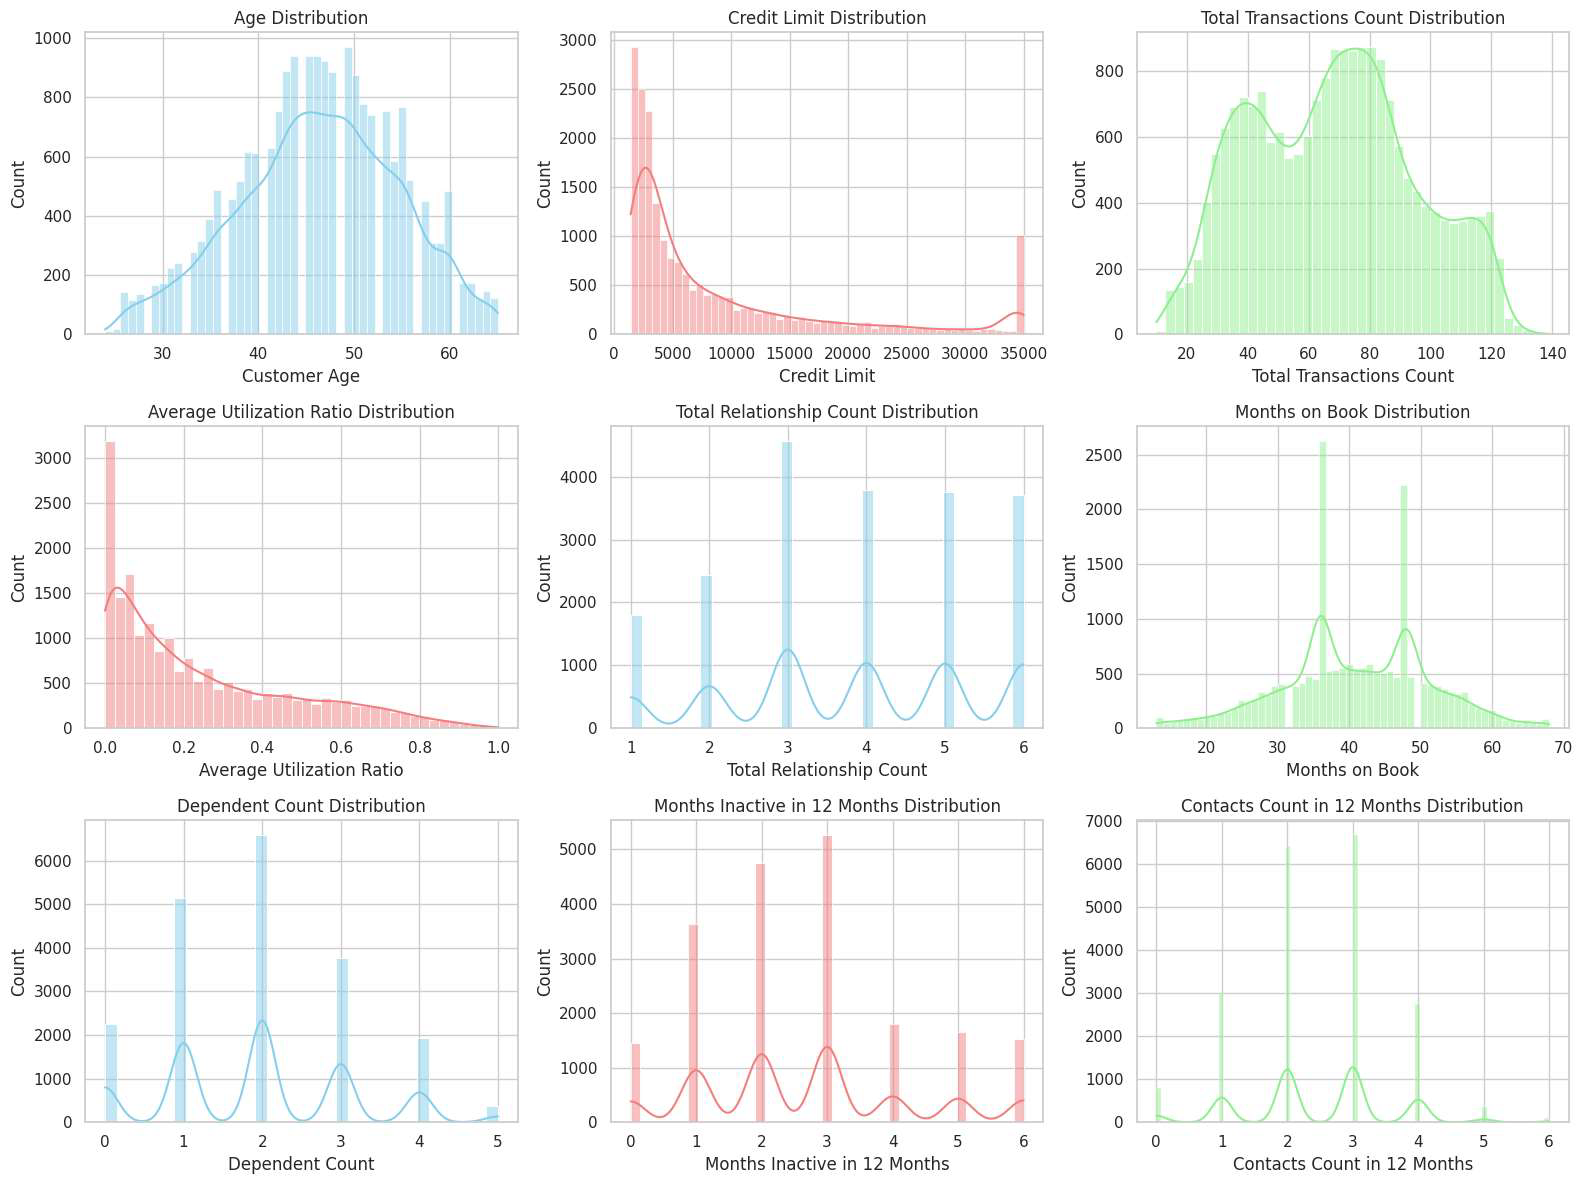 Age Distribution
Count
1000
800
600
400
200
0
30 40 50 60
Customer Age
Credit Limit Distribution
Count
3000
2500
2000
1500
1000
500
0
0 5000 10000 15000 20000 25000 30000 35000
Credit Limit
Total Transactions Count Distribution
Count
800
600
400
200
0
20 40 60 80 100 120 140
Total Transactions Count
Average Utilization Ratio Distribution
Count
3000
2500
2000
1500
1000
500
0
0.0 0.2 0.4 0.6 0.8 1.0
Average Utilization Ratio
Total Relationship Count Distribution
Count
4000
3000
2000
1000
0
1 2 3 4 5 6
Total Relationship Count
Months on Book Distribution
Count
2500
2000
1500
1000
500
0
20 30 40 50 60 70
Months on Book
Dependent Count Distribution
Count
6000
5000
4000
3000
2000
1000
0
0 1 2 3 4 5
Dependent Count
Months Inactive in 12 Months Distribution
Count
5000
4000
3000
2000
1000
0
0 1 2 3 4 5 6
Months Inactive in 12 Months
Contacts Count in 12 Months Distribution
Count
7000
6000
5000
4000
3000
2000
1000
0
0 1 2 3 4 5 6
Contacts Count in 12 Months